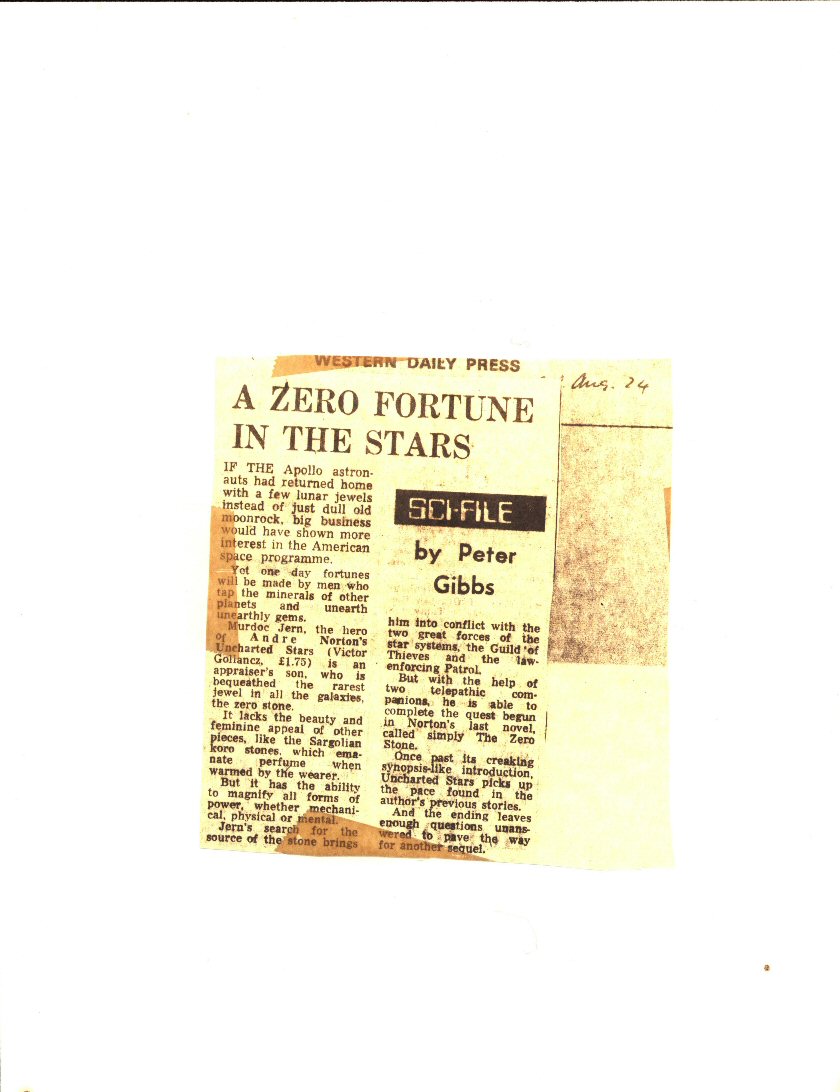 WESTERN DAILY PRESS
Aug. 24
A ZERO FORTUNE
IN THE STARS
IF THE Apollo astron-
auts had returned home
with a few lunar jewels
instead of just dull old
moonrock, big business
would have shown more
interest in the American
space programme.
Yet one day fortunes
will be made by men who
tap the minerals of other
planets and unearth
unearthly gems.
Murdoc Jern, the hero
of Andre Norton's
Uncharted Stars (Victor
Gollancz, £1.75) is an
appraiser's son, who is
bequeathed the rarest
jewel in all the galaxies,
the zero stone.
It lacks the beauty and
feminine appeal of other
pieces, like the Sargolian
koro stones, which ema-
nate perfume when
warmed by the wearer.
But it has the ability
to magnify all forms of
power, whether mechani-
cal, physical or mental.
Jern's search for the
source of the stone brings
SCI-FILE
by Peter
Gibbs
him into conflict with the
two great forces of the
star systems, the Guild of
Thieves and the law-
enforcing Patrol.
But with the help of
two telepathic com-
panions, he is able to
complete the quest begun
in Norton's last novel,
called simply The Zero
Stone.
Once past its creaking
synopsis-like introduction,
Uncharted Stars picks up
the pace found in the
author's previous stories.
And the ending leaves
enough questions unans-
wered to pave the way
for another sequel.